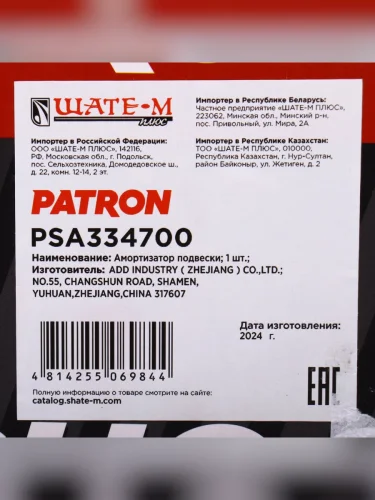 ШАТЕ-М
ПЛЮС
Импортер в Российской Федерации:
ООО «ШАТЕ-М ПЛЮС», 142116,
РФ, Московская обл., г. Подольск,
пос. Сельхозтехника, Домодедовское ш.,
д. 22, комн. 12-14, 2 эт.
Импортер в Республике Беларусь:
Частное предприятие «ШАТЕ-М ПЛЮС»,
223062, Минская обл., Минский р-н,
пос. Привольный, ул. Мира, 2А
Импортер в Республике Казахстан:
ТОО «ШАТЕ-М ПЛЮС», 010000,
Республика Казахстан, г. Нур-Султан,
район Байконыр, ул, Жетиген, д. 2
PATRON
PSA334700
Наименование: Амортизатор подвески; 1 шт.;
Изготовитель: ADD INDUSTRY ( ZHEJIANG ) CO.,LTD.;
NO.55, CHANGSHUN ROAD, SHAMEN,
YUHUAN,ZHEJIANG,CHINA 317607
4 814255 069844
Дата изготовления:
2024 г.
Полную информацию
о товаре смотрите на сайте:
catalog.shate-m.com
EAC